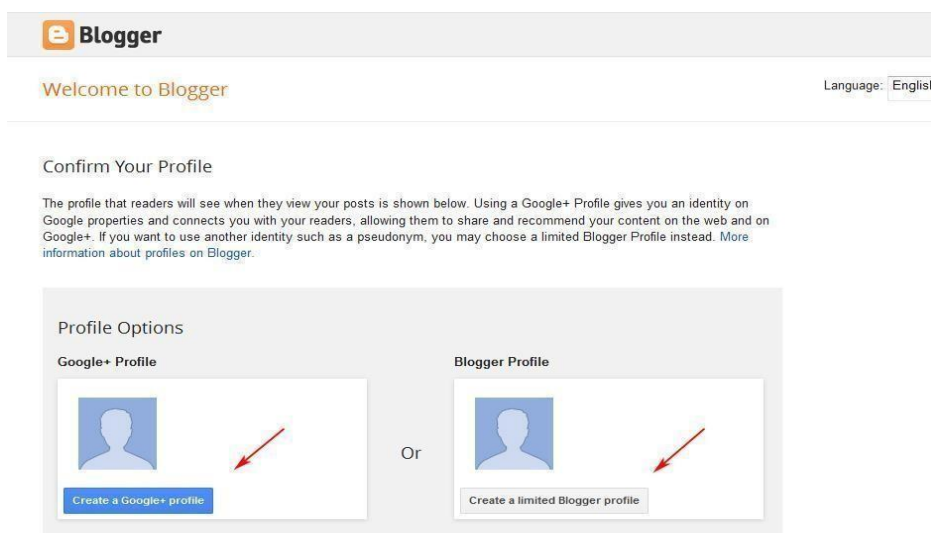 Blogger
Welcome to Blogger
Language: English
Confirm Your Profile
The profile that readers will see when they view your posts is shown below. Using a Google+ Profile gives you an identity on
Google properties and connects you with your readers, allowing them to share and recommend your content on the web and on
Google+. If you want to use another identity such as a pseudonym, you may choose a limited Blogger Profile instead. More
information about profiles on Blogger.
Profile Options
Google+ Profile
Blogger Profile
Or
Create a Google+ profile
Create a limited Blogger profile